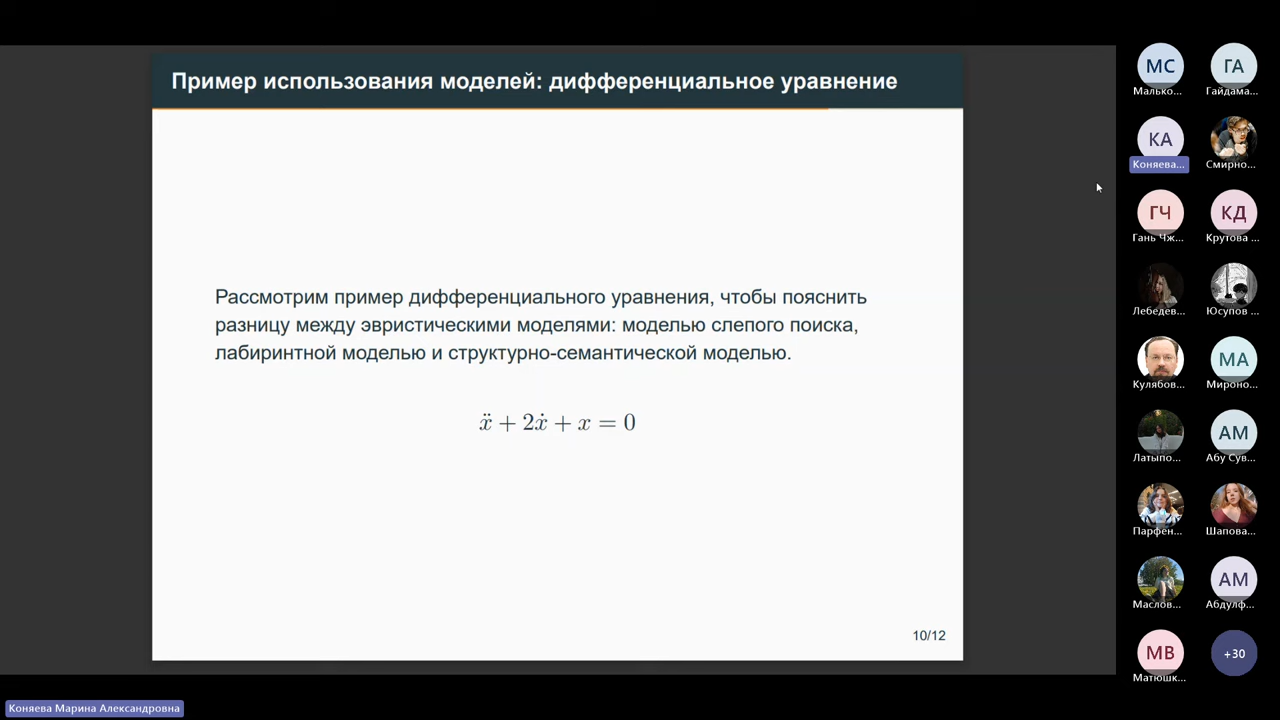 Пример использования моделей: дифференциальное уравнение
Рассмотрим пример дифференциального уравнения, чтобы пояснить
разницу между эвристическими моделями: моделью слепого поиска,
лабиринтной моделью и структурно-семантической моделью.
ẍ + 2ẋ + x = 0
10/12
МС
Малько...
ГА
Гайдама...
КА
Коняева...
Смирно...
ГЧ
Гань Чж...
КД
Крутова ...
Лебедев...
Юсупов ...
Кулябов...
МА
Мироно...
Латыпо...
АМ
Абу Сув...
Парфен...
Шапова...
Маслов...
АМ
Абдулф...
МВ
Матюшк...
+30
Коняева Марина Александровна